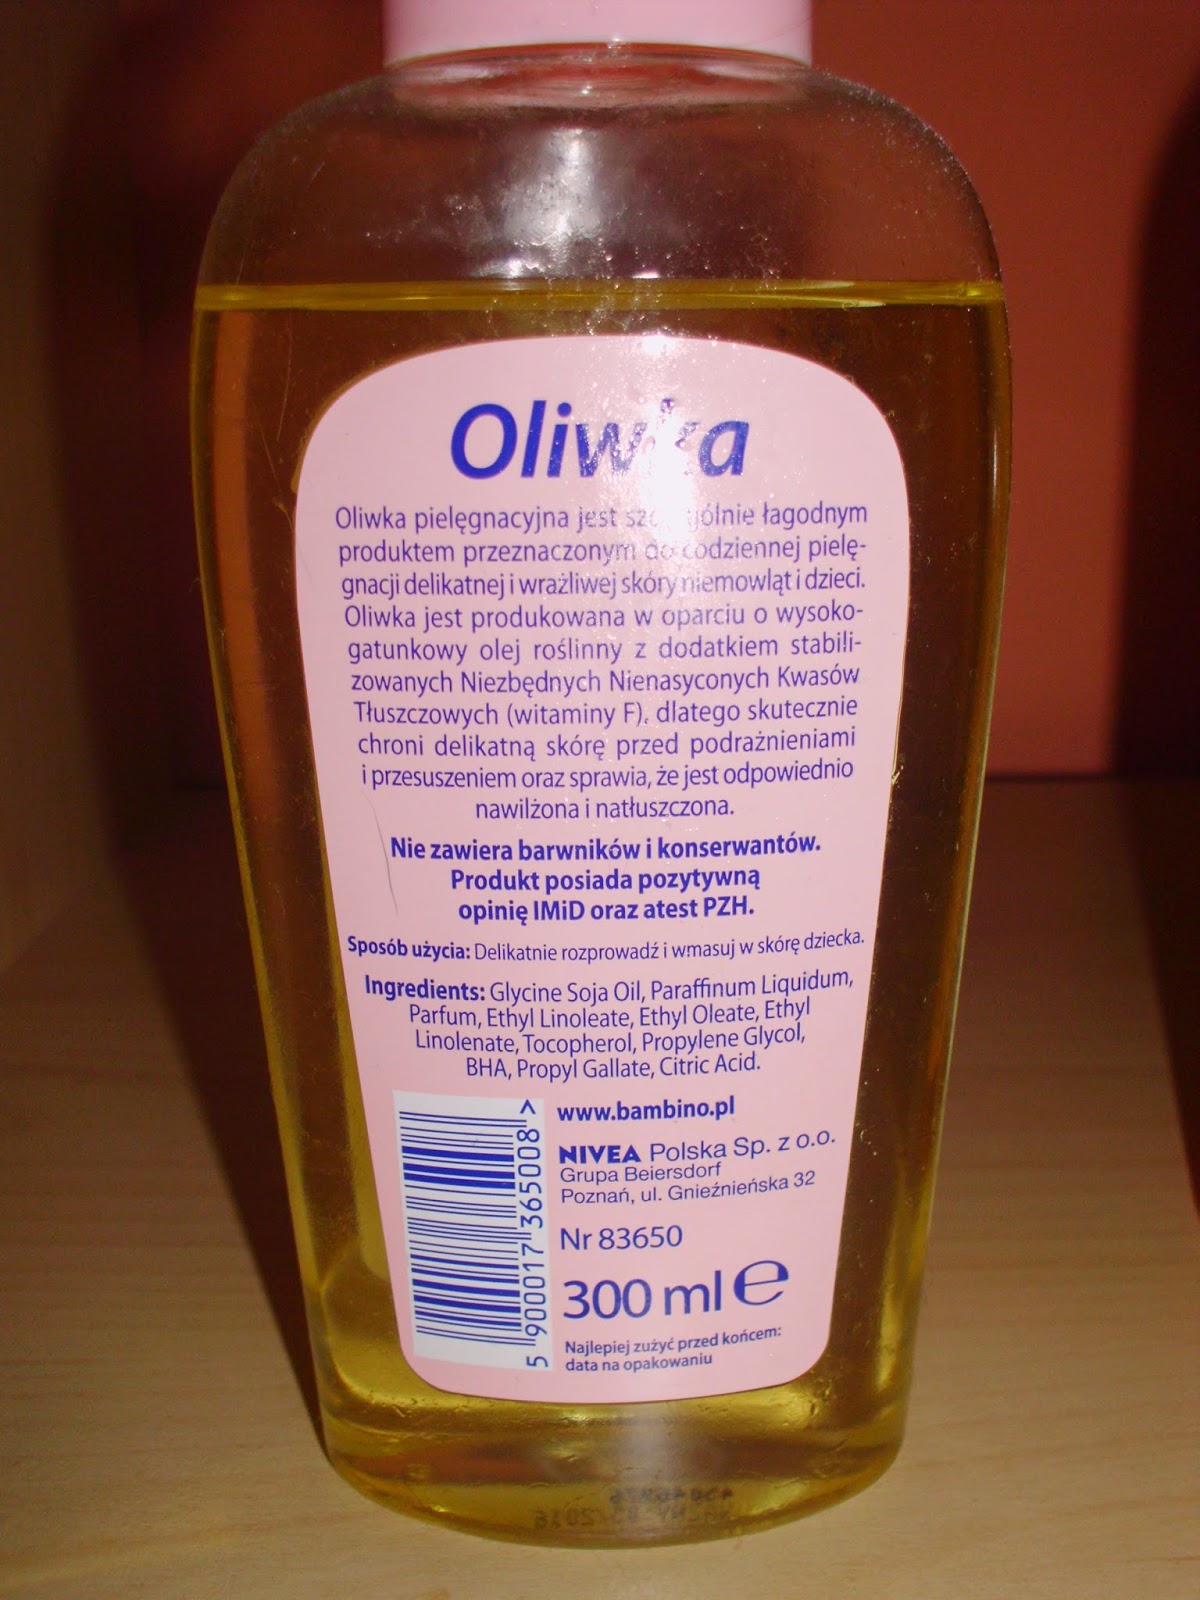 Oliwka
Oliwka pielęgnacyjna jest szczególnie łagodnym
produktem przeznaczonym do codziennej pielę-
gnacji delikatnej i wrażliwej skóry niemowląt i dzieci.
Oliwka jest produkowana w oparciu o wysoko-
gatunkowy olej roślinny z dodatkiem stabili-
zowanych Niezbędnych Nienasyconych Kwasów
Tłuszczowych (witaminy F), dlatego skutecznie
chroni delikatną skórę przed podrażnieniami
i przesuszeniem oraz sprawia, że jest odpowiednio
nawilżona i natłuszczona.
Nie zawiera barwników i konserwantów.
Produkt posiada pozytywną
opinię IMiD oraz atest PZH.
Sposób użycia: Delikatnie rozprowadź i wmasuj w skórę dziecka.
Ingredients: Glycine Soja Oil, Paraffinum Liquidum,
Parfum, Ethyl Linoleate, Ethyl Oleate, Ethyl
Linolenate, Tocopherol, Propylene Glycol,
BHA, Propyl Gallate, Citric Acid.
www.bambino.pl
NIVEA Polska Sp. z o.o.
Grupa Beiersdorf
Poznań, ul. Gnieźnieńska 32
Nr 83650
300 ml e
Najlepiej zużyć przed końcem:
data na opakowaniu
5 900017 365008 >